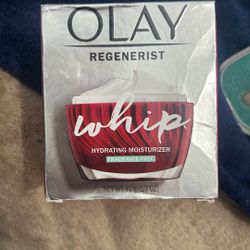 OLAY
REGENERIST
whip
HYDRATING MOISTURIZER
FRAGRANCE-FREE